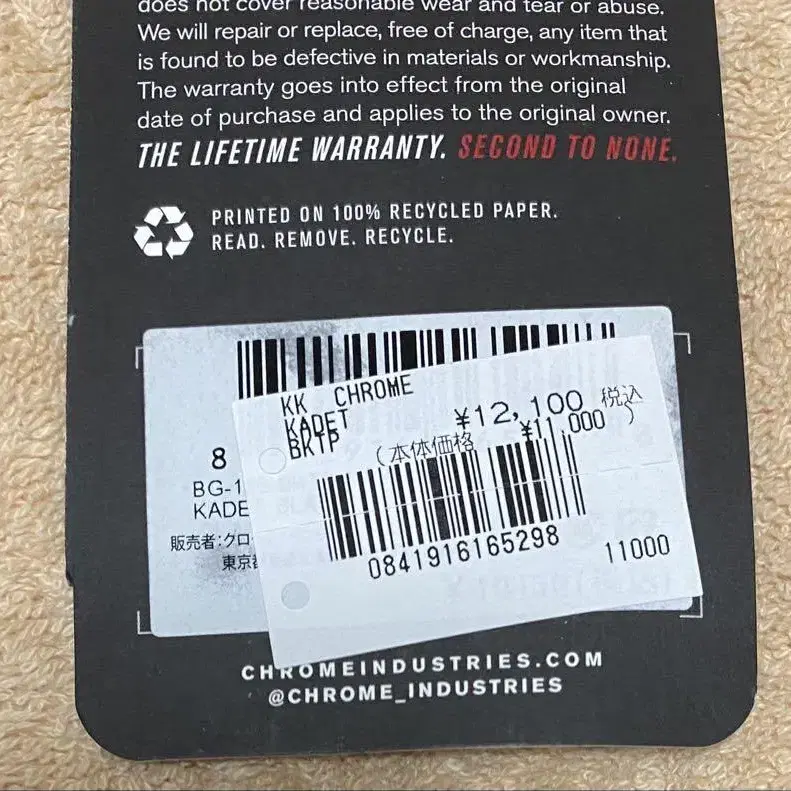 does not cover reasonable wear and tear or abuse.
We will repair or replace, free of charge, any item that
is found to be defective in materials or workmanship.
The warranty goes into effect from the original
date of purchase and applies to the original owner.
THE LIFETIME WARRANTY. SECOND TO NONE.
PRINTED ON 100% RECYCLED PAPER.
READ. REMOVE. RECYCLE.
KK CHROME
KADET
BKTP
¥12,100 税込
(本体価格 ¥11,000 )
0841916165298
11000
8
BG-1
KADE
販売者:クロ
東京
CHROMEINDUSTRIES.COM
@CHROME_INDUSTRIES